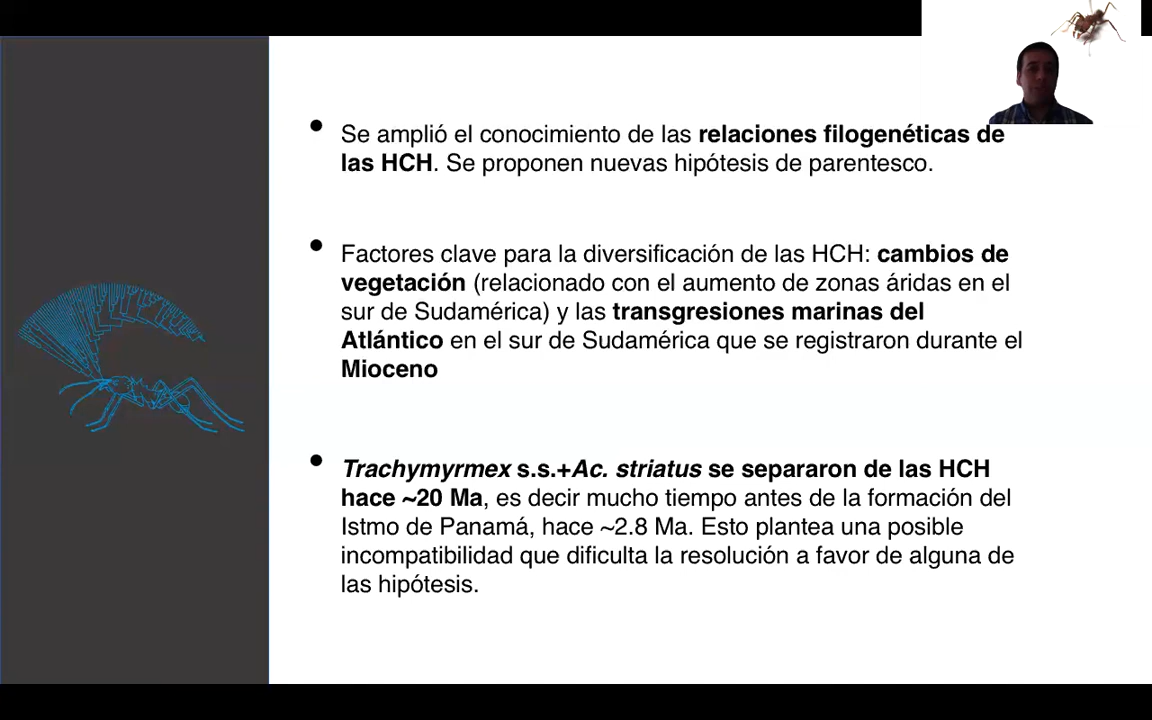 Se amplió el conocimiento de las relaciones filogenéticas de
las HCH. Se proponen nuevas hipótesis de parentesco.
Factores clave para la diversificación de las HCH: cambios de
vegetación (relacionado con el aumento de zonas áridas en el
sur de Sudamérica) y las transgresiones marinas del
Atlántico en el sur de Sudamérica que se registraron durante el
Mioceno
Trachymyrmex s.s.+Ac. striatus se separaron de las HCH
hace ~20 Ma, es decir mucho tiempo antes de la formación del
Istmo de Panamá, hace ~2.8 Ma. Esto plantea una posible
incompatibilidad que dificulta la resolución a favor de alguna de
las hipótesis.